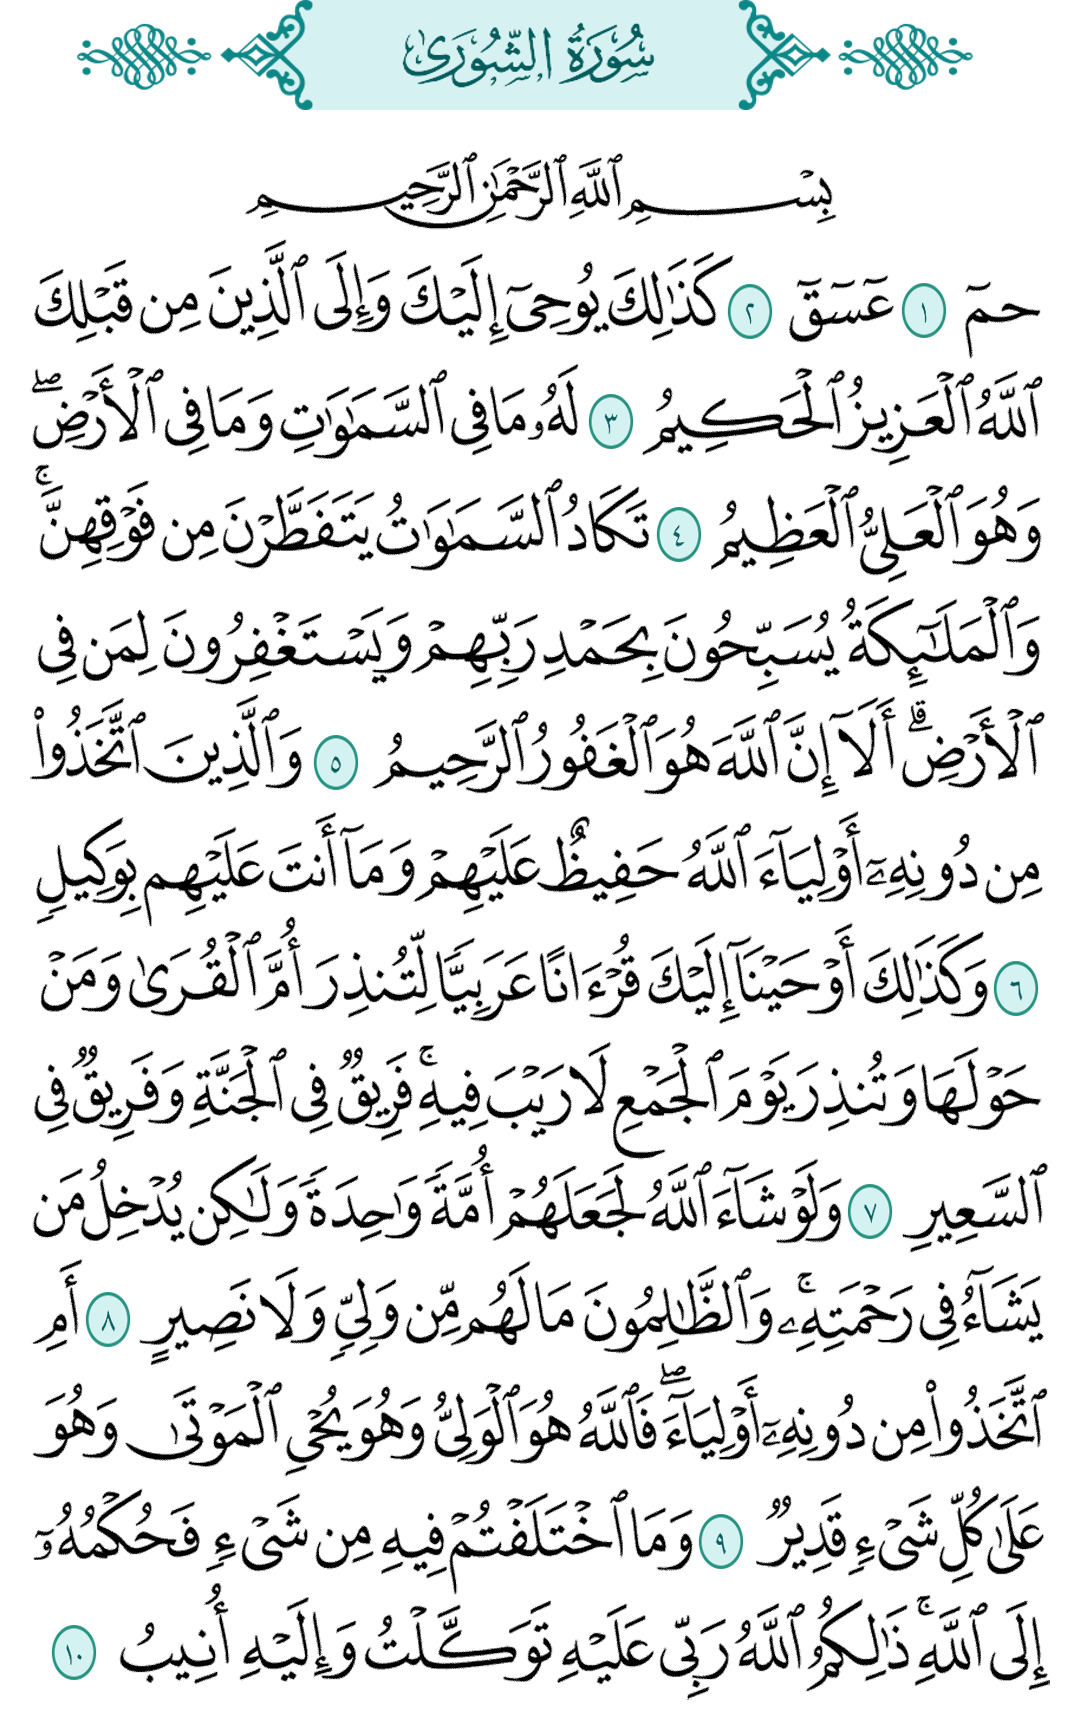 سُورَةُ الشُّورَىٰ
بِسْمِ ٱللَّهِ ٱلرَّحْمَٰنِ ٱلرَّحِيمِ
حمٓ ١ عٓسٓقٓ ٢ كَذَٰلِكَ يُوحِىٓ إِلَيْكَ وَإِلَى ٱلَّذِينَ مِن قَبْلِكَ
ٱللَّهُ ٱلْعَزِيزُ ٱلْحَكِيمُ ٣ لَهُۥ مَا فِى ٱلسَّمَٰوَٰتِ وَمَا فِى ٱلْأَرْضِۖ
وَهُوَ ٱلْعَلِىُّ ٱلْعَظِيمُ ٤ تَكَادُ ٱلسَّمَٰوَٰتُ يَتَفَطَّرْنَ مِن فَوْقِهِنَّۚ
وَٱلْمَلَٰٓئِكَةُ يُسَبِّحُونَ بِحَمْدِ رَبِّهِمْ وَيَسْتَغْفِرُونَ لِمَن فِى
ٱلْأَرْضِۗ أَلَآ إِنَّ ٱللَّهَ هُوَ ٱلْغَفُورُ ٱلرَّحِيمُ ٥ وَٱلَّذِينَ ٱتَّخَذُوا۟
مِن دُونِهِۦٓ أَوْلِيَآءَ ٱللَّهُ حَفِيظٌ عَلَيْهِمْ وَمَآ أَنتَ عَلَيْهِم بِوَكِيلٍ
٦ وَكَذَٰلِكَ أَوْحَيْنَآ إِلَيْكَ قُرْءَانًا عَرَبِيًّا لِّتُنذِرَ أُمَّ ٱلْقُرَىٰ وَمَنْ
حَوْلَهَا وَتُنذِرَ يَوْمَ ٱلْجَمْعِ لَا رَيْبَ فِيهِۚ فَرِيقٌ فِى ٱلْجَنَّةِ وَفَرِيقٌ فِى
ٱلسَّعِيرِ ٧ وَلَوْ شَآءَ ٱللَّهُ لَجَعَلَهُمْ أُمَّةً وَٰحِدَةً وَلَٰكِن يُدْخِلُ مَن
يَشَآءُ فِى رَحْمَتِهِۦۚ وَٱلظَّٰلِمُونَ مَا لَهُم مِّن وَلِىٍّ وَلَا نَصِيرٍ ٨ أَمِ
ٱتَّخَذُوا۟ مِن دُونِهِۦٓ أَوْلِيَآءَۖ فَٱللَّهُ هُوَ ٱلْوَلِىُّ وَهُوَ يُحْىِ ٱلْمَوْتَىٰ وَهُوَ
عَلَىٰ كُلِّ شَىْءٍ قَدِيرٌ ٩ وَمَا ٱخْتَلَفْتُمْ فِيهِ مِن شَىْءٍ فَحُكْمُهُۥٓ
إِلَى ٱللَّهِۚ ذَٰلِكُمُ ٱللَّهُ رَبِّى عَلَيْهِ تَوَكَّلْتُ وَإِلَيْهِ أُنِيبُ ١٠